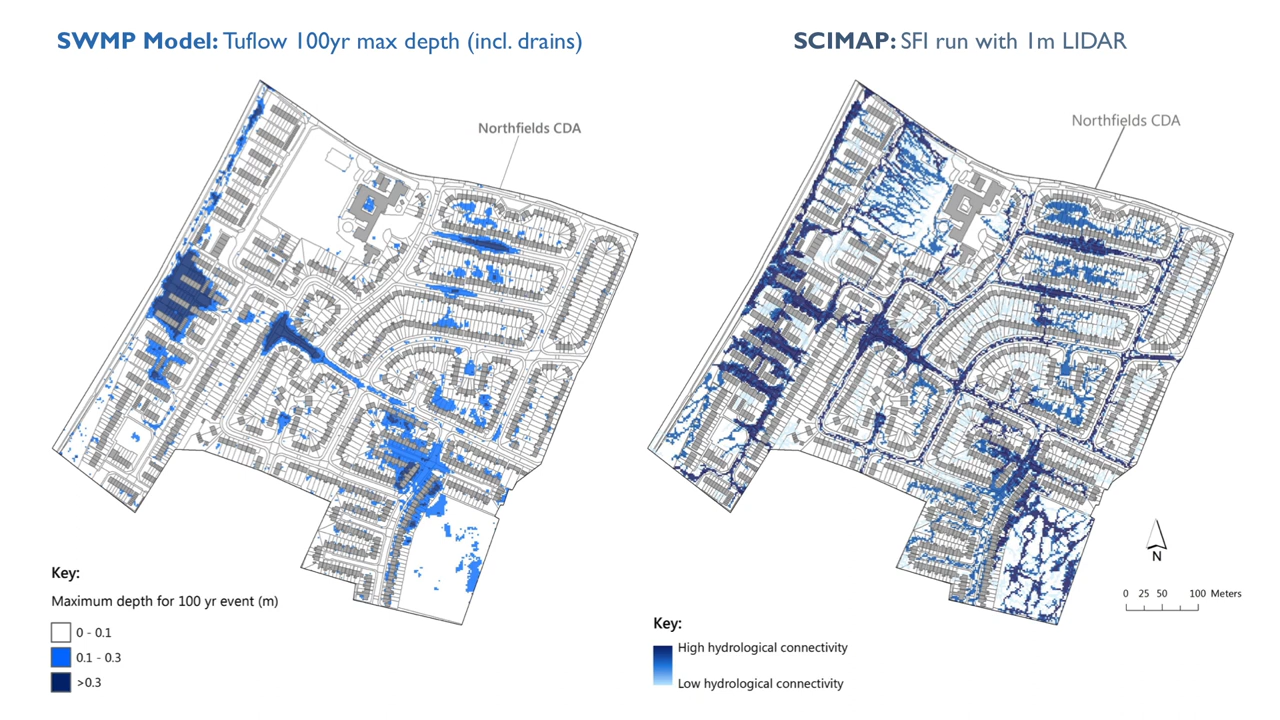 SWMP Model: Tuflow 100yr max depth (incl. drains)
SCIMAP: SFI run with 1m LIDAR
Northfields CDA
Northfields CDA
Key:
Maximum depth for 100 yr event (m)
0 - 0.1
0.1 - 0.3
>0.3
Key:
High hydrological connectivity
Low hydrological connectivity
N
0 25 50 100 Meters